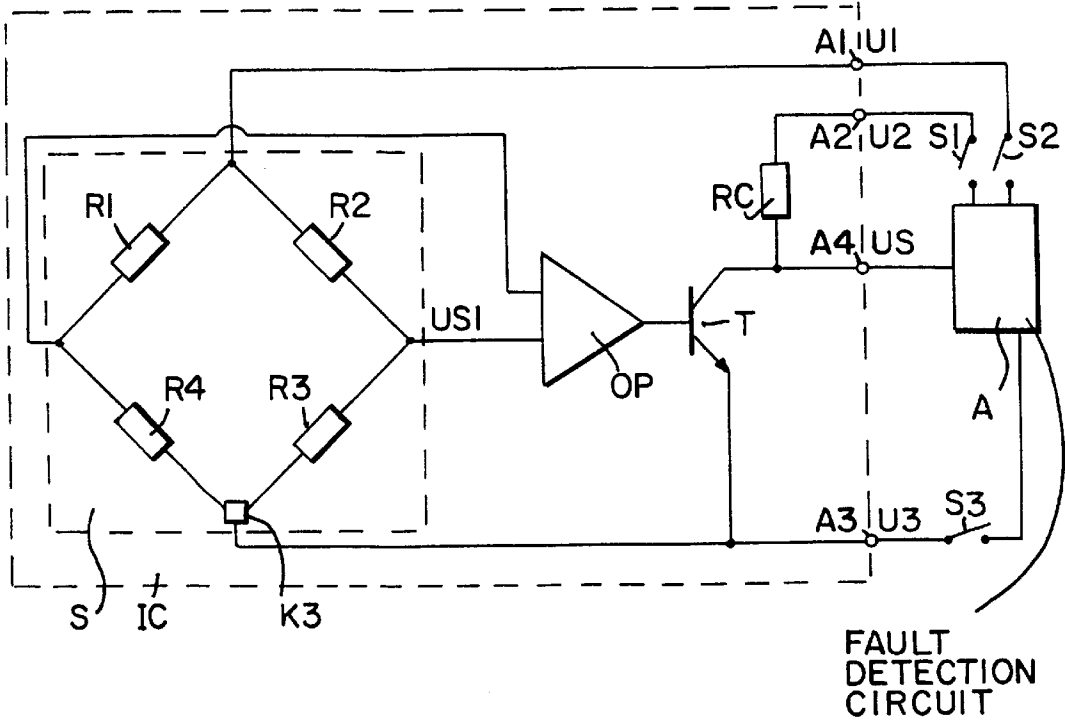 A1 U1
A2 U2
S1
S2
R1
R2
RC
A4 US
US1
T
OP
A
R4
R3
A3 U3
S3
S
IC
K3
FAULT
DETECTION
CIRCUIT